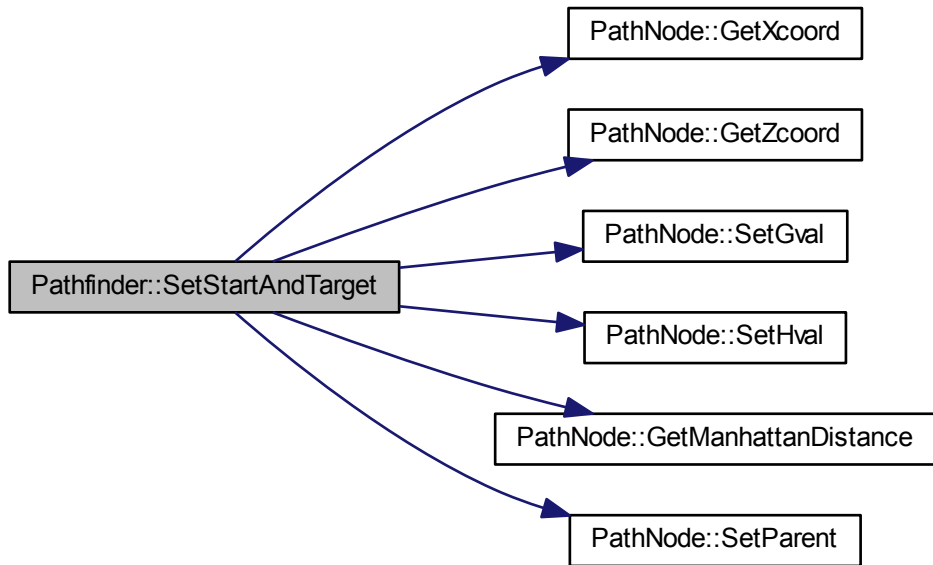 PathNode::GetXcoord
PathNode::GetZcoord
PathNode::SetGval
Pathfinder::SetStartAndTarget
PathNode::SetHval
PathNode::GetManhattanDistance
PathNode::SetParent